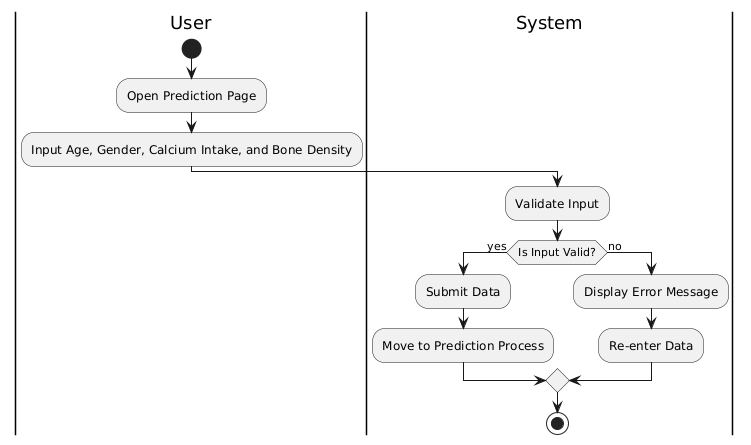 User
System
Open Prediction Page
Input Age, Gender, Calcium Intake, and Bone Density
Validate Input
yes
Is Input Valid?
no
Submit Data
Display Error Message
Move to Prediction Process
Re-enter Data